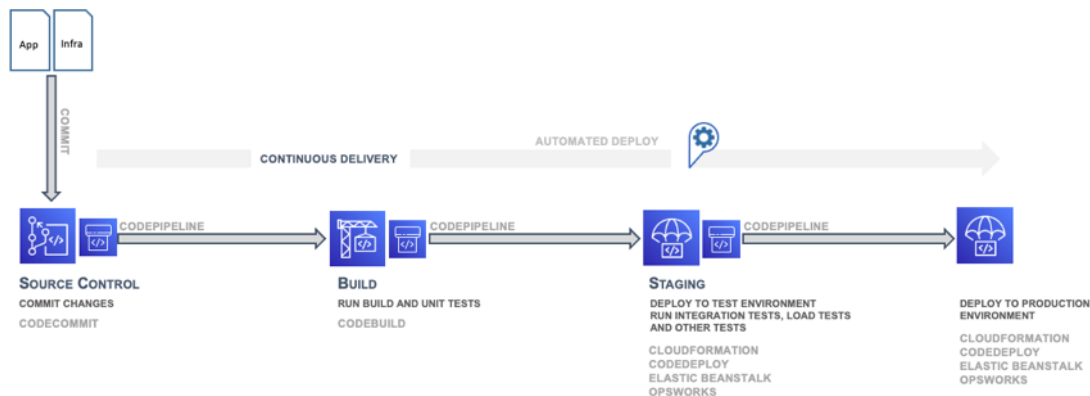 App
Infra
COMMIT
AUTOMATED DEPLOY
CONTINUOUS DELIVERY
CODEPIPELINE
CODEPIPELINE
CODEPIPELINE
SOURCE CONTROL
COMMIT CHANGES
CODECOMMIT
BUILD
RUN BUILD AND UNIT TESTS
CODEBUILD
STAGING
DEPLOY TO TEST ENVIRONMENT
RUN INTEGRATION TESTS, LOAD TESTS
AND OTHER TESTS
CLOUDFORMATION
CODEDEPLOY
ELASTIC BEANSTALK
OPSWORKS
DEPLOY TO PRODUCTION
ENVIRONMENT
CLOUDFORMATION
CODEDEPLOY
ELASTIC BEANSTALK
OPSWORKS